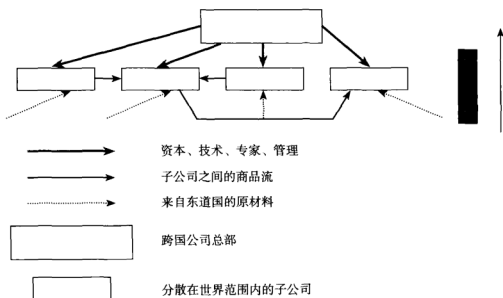 资本、技术、专家、管理
子公司之间的商品流
来自东道国的原材料
跨国公司总部
分散在世界范围内的子公司